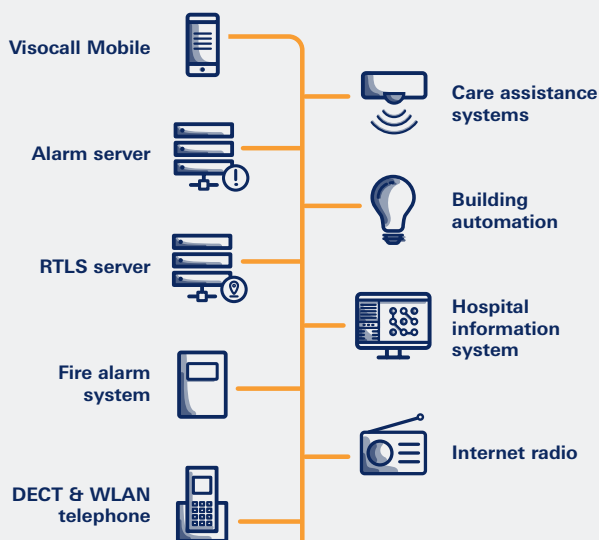 Visocall Mobile
Care assistance
systems
Alarm server
Building
automation
RTLS server
Hospital
information
system
Fire alarm
system
Internet radio
DECT & WLAN
telephone